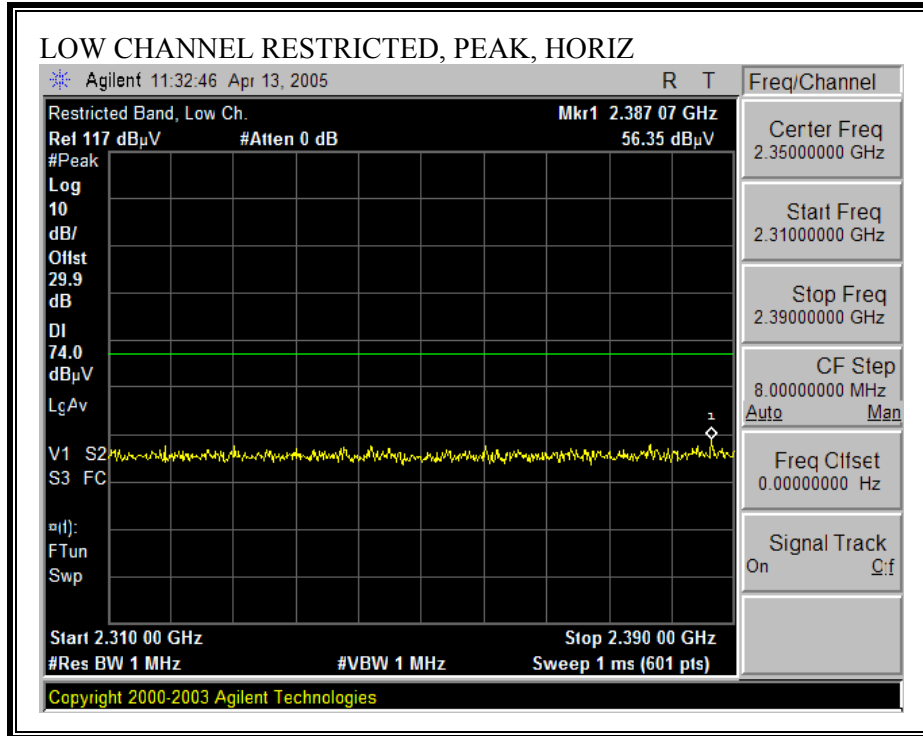 LOW CHANNEL RESTRICTED, PEAK, HORIZ
Agilent 11:32:46 Apr 13, 2005 R T
Freq/Channel
Restricted Band, Low Ch. Mkr1 2.387 07 GHz
Ref 117 dBµV #Atten 0 dB 56.35 dBµV
#Peak
Log
10
dB/
Offst
29.9
dB
DI
74.0
dBµV
LgAv
1
V1 S2
S3 FC
¤(f):
FTun
Swp
Start 2.310 00 GHz Stop 2.390 00 GHz
#Res BW 1 MHz #VBW 1 MHz Sweep 1 ms (601 pts)
Copyright 2000-2003 Agilent Technologies
Center Freq
2.35000000 GHz
Start Freq
2.31000000 GHz
Stop Freq
2.39000000 GHz
CF Step
8.00000000 MHz
Auto Man
Freq Offset
0.00000000 Hz
Signal Track
On Off